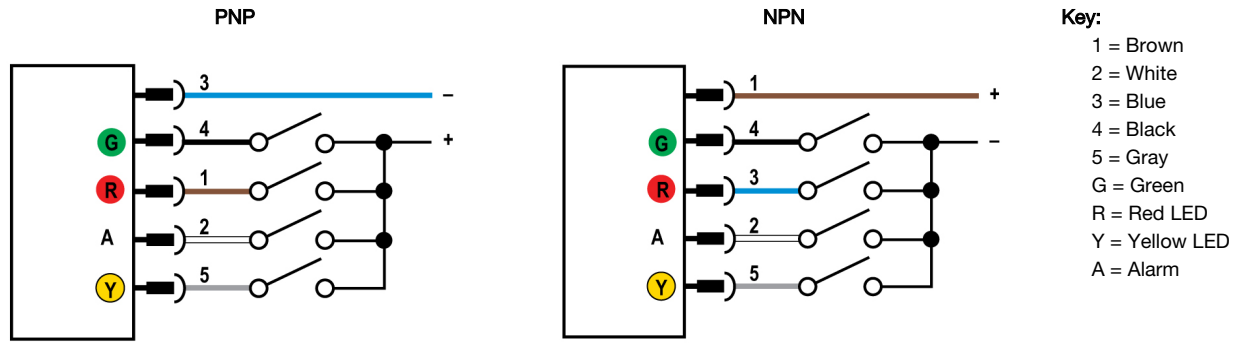 PNP
3
–
G
4
+
R
1
A
2
Y
5
NPN
1
+
G
4
–
R
3
A
2
Y
5
Key:
1 = Brown
2 = White
3 = Blue
4 = Black
5 = Gray
G = Green
R = Red LED
Y = Yellow LED
A = Alarm